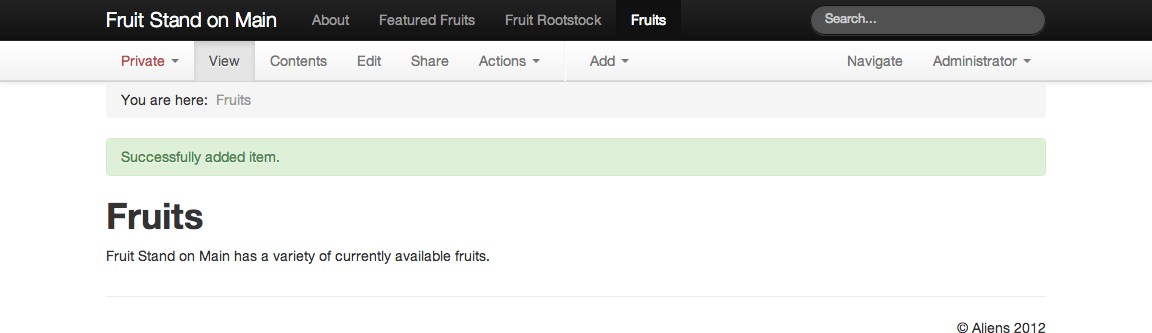 Fruit Stand on Main About Featured Fruits Fruit Rootstock Fruits Search...
Private View Contents Edit Share Actions Add Navigate Administrator
You are here: Fruits
Successfully added item.
Fruits
Fruit Stand on Main has a variety of currently available fruits.
© Aliens 2012